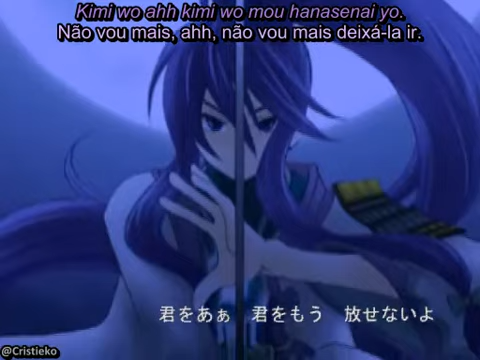 Kimi wo ahh kimi wo mou hanasenai yo.
Não vou mais, ahh, não vou mais deixá-la ir.
君をあぁ 君をもう 放せないよ
@Cristieko